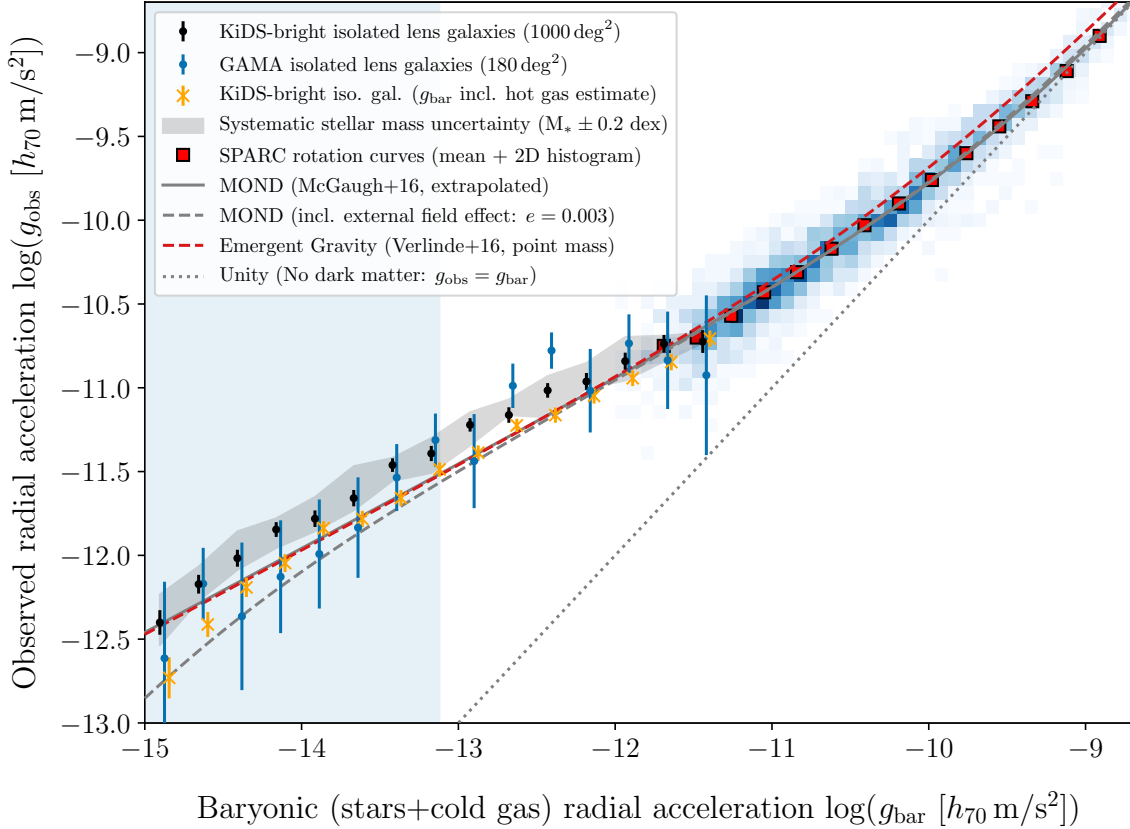 KiDS-bright isolated lens galaxies (1000 deg²)
GAMA isolated lens galaxies (180 deg²)
KiDS-bright iso. gal. (g_bar incl. hot gas estimate)
Systematic stellar mass uncertainty (M_* ± 0.2 dex)
SPARC rotation curves (mean + 2D histogram)
MOND (McGaugh+16, extrapolated)
MOND (incl. external field effect: e = 0.003)
Emergent Gravity (Verlinde+16, point mass)
Unity (No dark matter: g_obs = g_bar)
Observed radial acceleration log(g_obs [h_70 m/s²])
−9.0
−9.5
−10.0
−10.5
−11.0
−11.5
−12.0
−12.5
−13.0
−15
−14
−13
−12
−11
−10
−9
Baryonic (stars+cold gas) radial acceleration log(g_bar [h_70 m/s²])